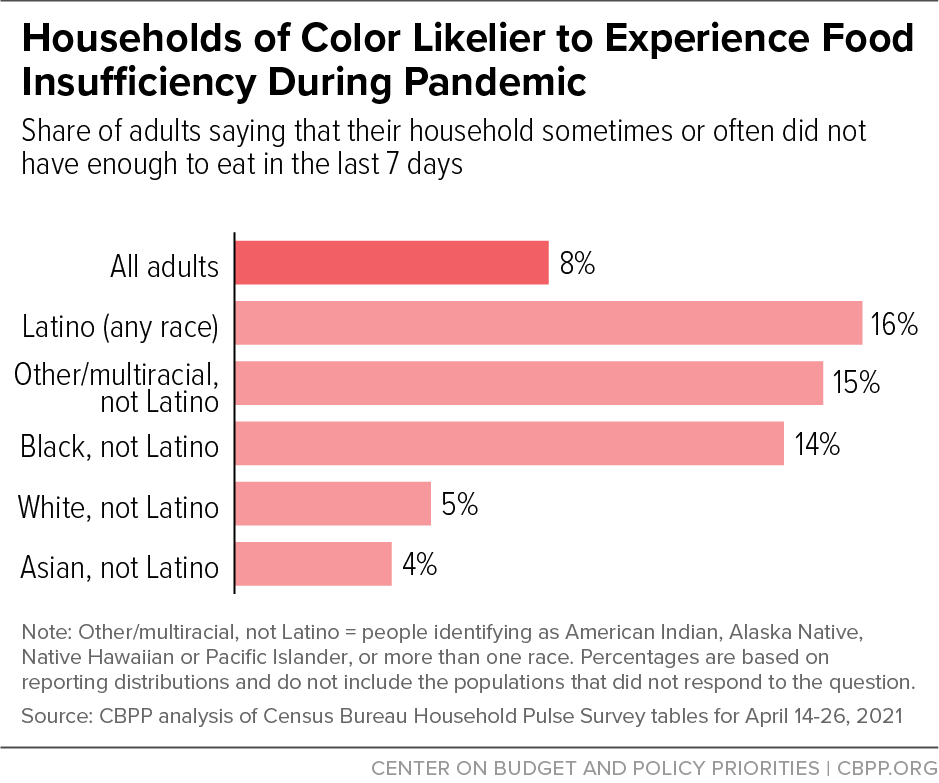 Households of Color Likelier to Experience Food
Insufficiency During Pandemic
Share of adults saying that their household sometimes or often did not
have enough to eat in the last 7 days
All adults
8%
Latino (any race)
16%
Other/multiracial,
not Latino
15%
Black, not Latino
14%
White, not Latino
5%
Asian, not Latino
4%
Note: Other/multiracial, not Latino = people identifying as American Indian, Alaska Native,
Native Hawaiian or Pacific Islander, or more than one race. Percentages are based on
reporting distributions and do not include the populations that did not respond to the question.
Source: CBPP analysis of Census Bureau Household Pulse Survey tables for April 14-26, 2021
CENTER ON BUDGET AND POLICY PRIORITIES | CBPP.ORG